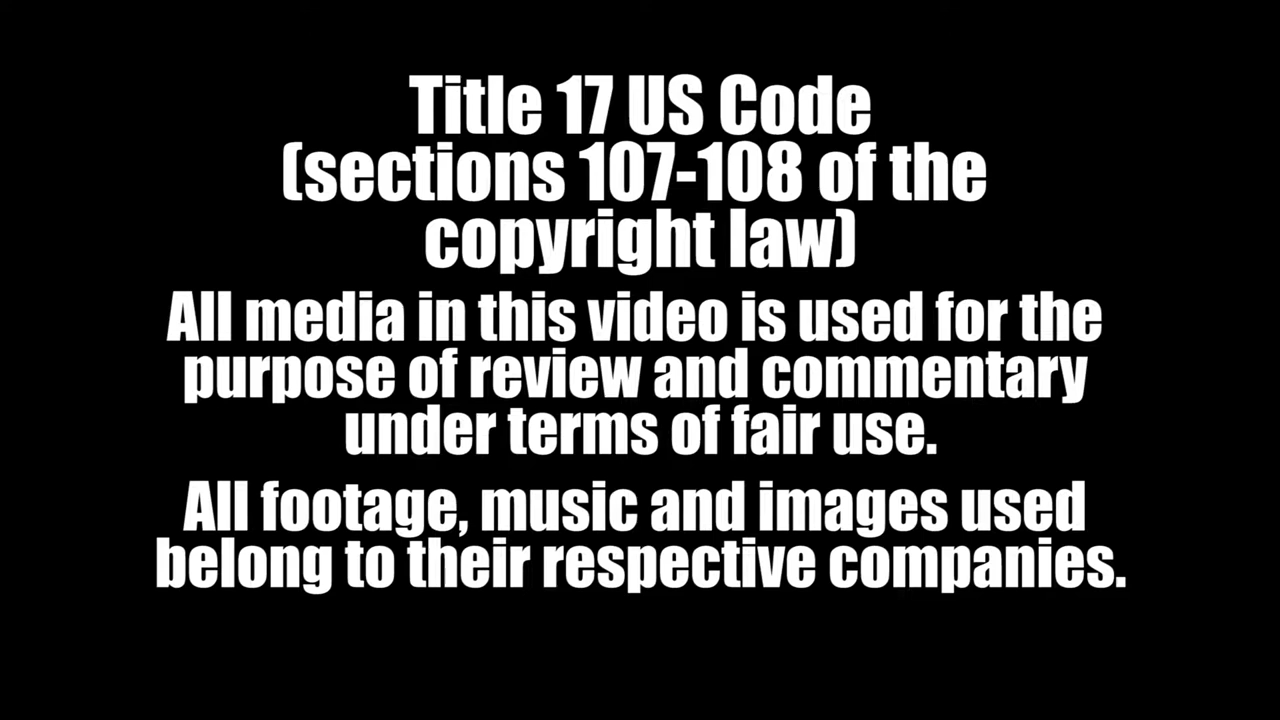 Title 17 US Code
(sections 107-108 of the
copyright law)
All media in this video is used for the
purpose of review and commentary
under terms of fair use.
All footage, music and images used
belong to their respective companies.